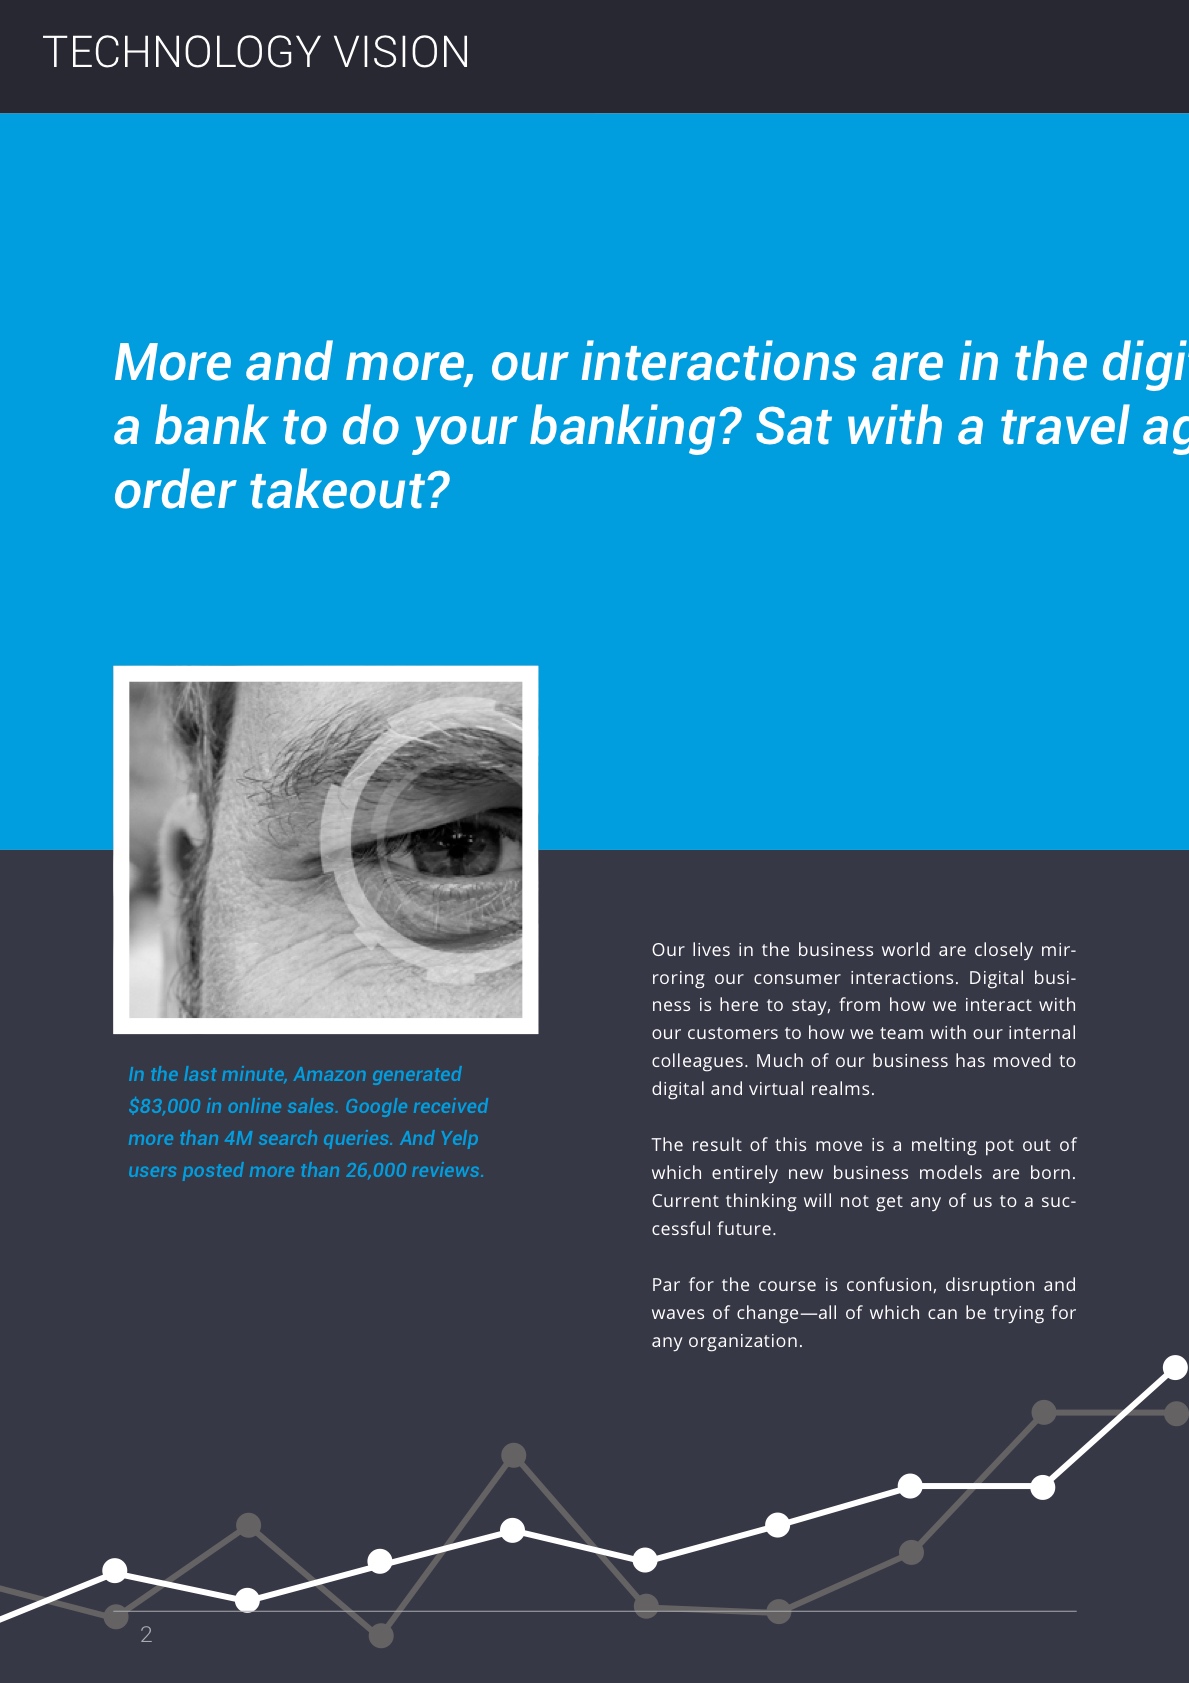 TECHNOLOGY VISION
More and more, our interactions are in the
a bank to do your banking? Sat with a travel
order takeout?
In the last minute, Amazon generated
$83,000 in online sales. Google received
more than 4M search queries. And Yelp
users posted more than 26,000 reviews.
Our lives in the business world are closely mir-
roring our consumer interactions. Digital busi-
ness is here to stay, from how we interact with
our customers to how we team with our internal
colleagues. Much of our business has moved to
digital and virtual realms.
The result of this move is a melting pot out of
which entirely new business models are born.
Current thinking will not get any of us to a suc-
cessful future.
Par for the course is confusion, disruption and
waves of change—all of which can be trying for
any organization.
2